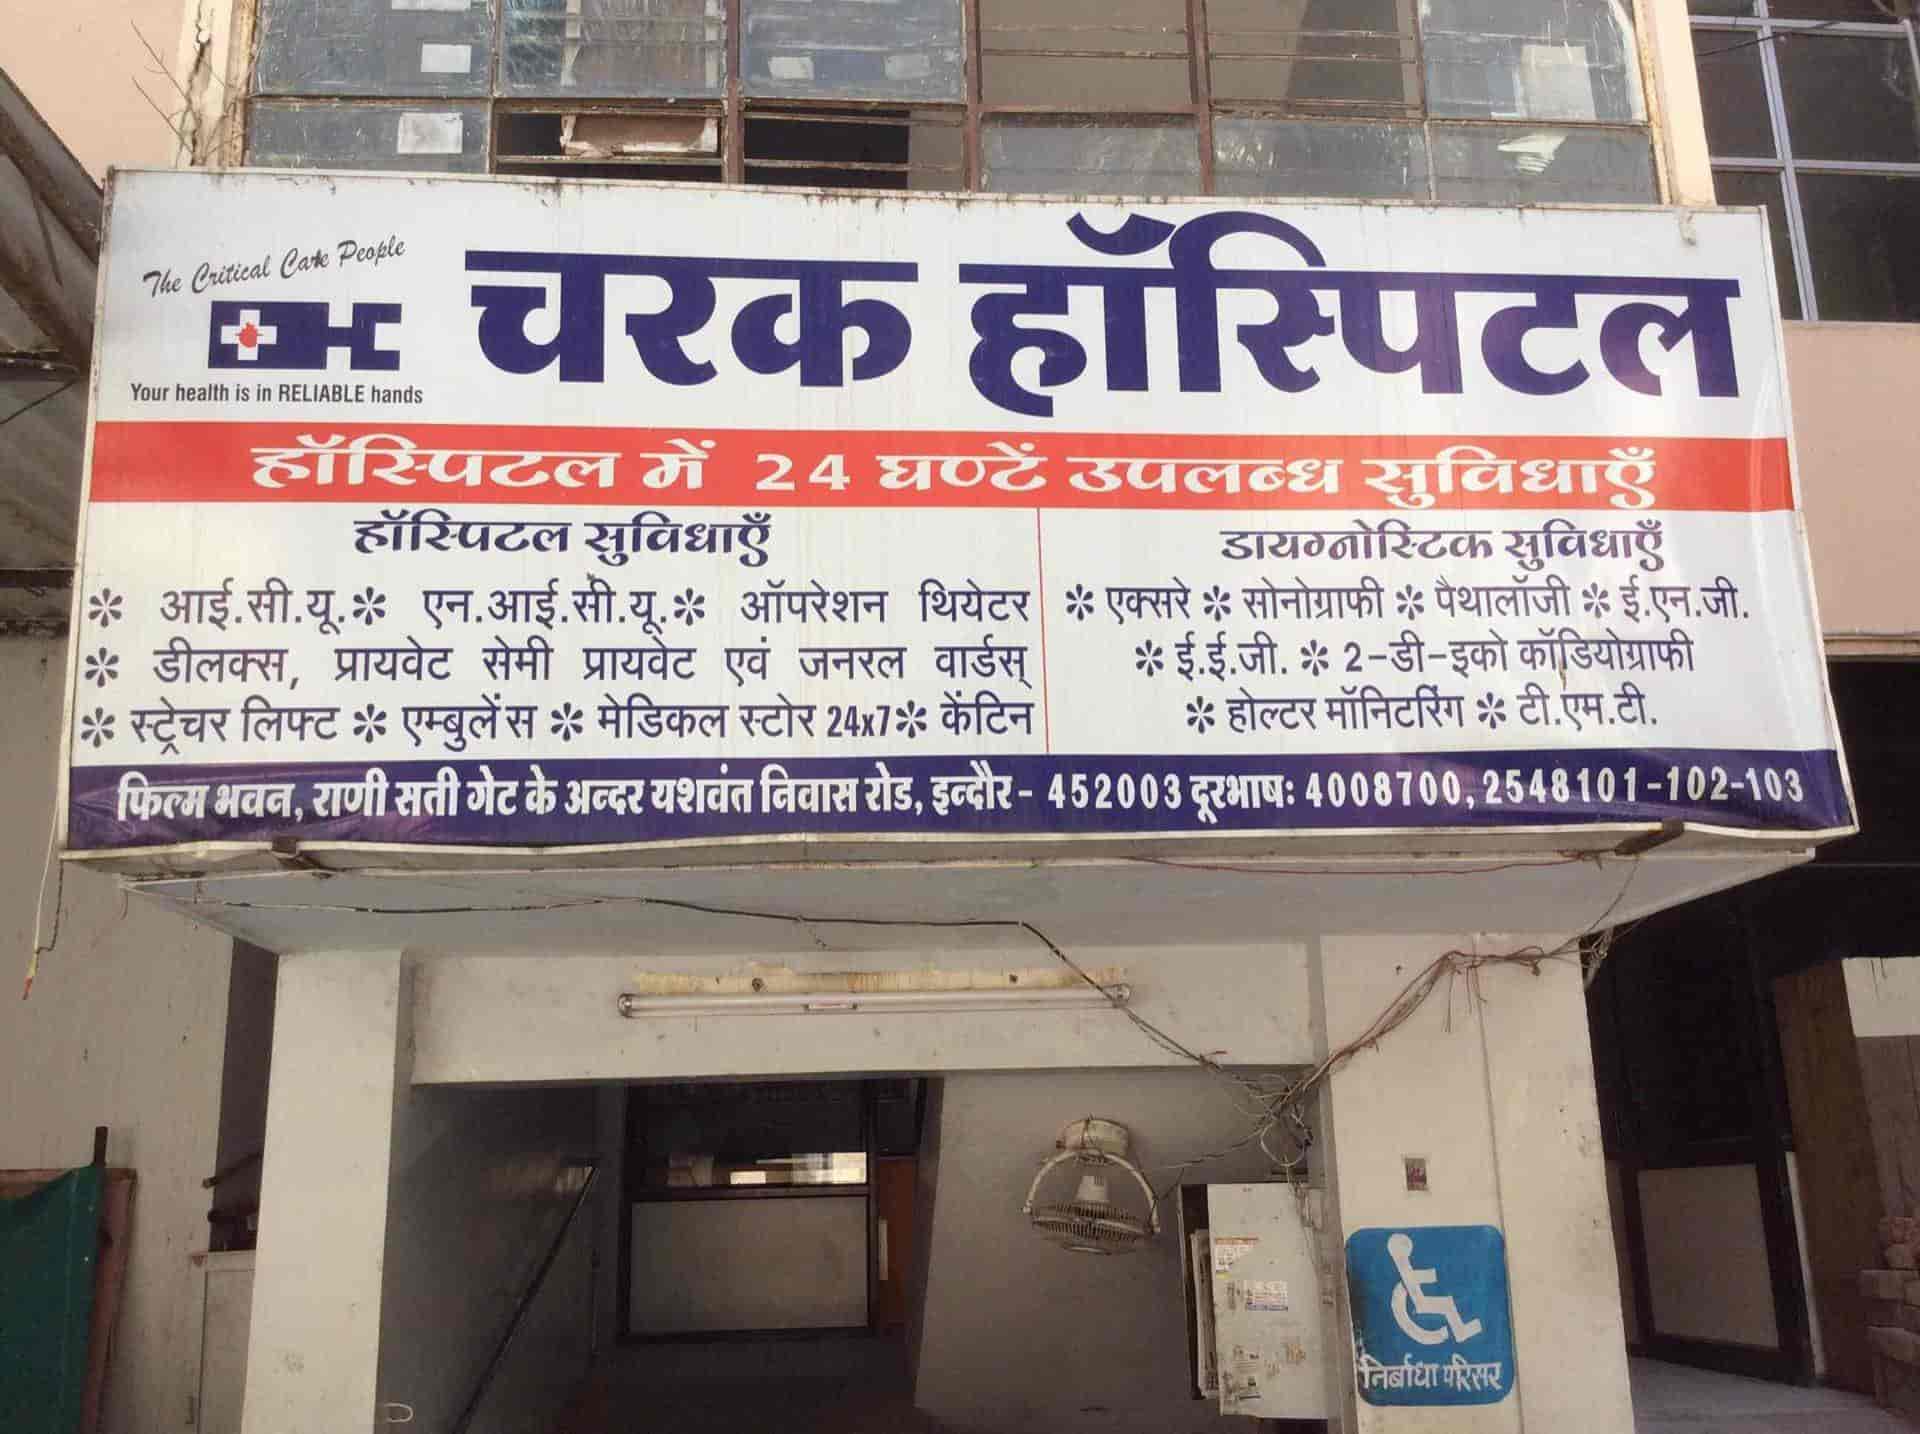 The Critical Care People
चरक हॉस्पिटल
Your health is in RELIABLE hands
हॉस्पिटल में 24 घण्टें उपलब्ध सुविधाएँ
हॉस्पिटल सुविधाएँ
* आई.सी.यू.* एन.आई.सी.यू.* ऑपरेशन थियेटर
* डीलक्स, प्रायवेट सेमी प्रायवेट एवं जनरल वार्डस्
* स्ट्रेचर लिफ्ट * एम्बुलेंस * मेडिकल स्टोर 24x7* केंटिन
डायग्नोस्टिक सुविधाएँ
* एक्सरे * सोनोग्राफी * पैथालॉजी * ई.एन.जी.
* ई.ई.जी. * 2-डी-इको कॉडियोग्राफी
* होल्टर मॉनिटरिंग * टी.एम.टी.
फिल्म भवन, राणी सती गेट के अन्दर यशवंत निवास रोड, इन्दौर- 452003 दूरभाष: 4008700, 2548101-102-103
निर्बाधा परिसर